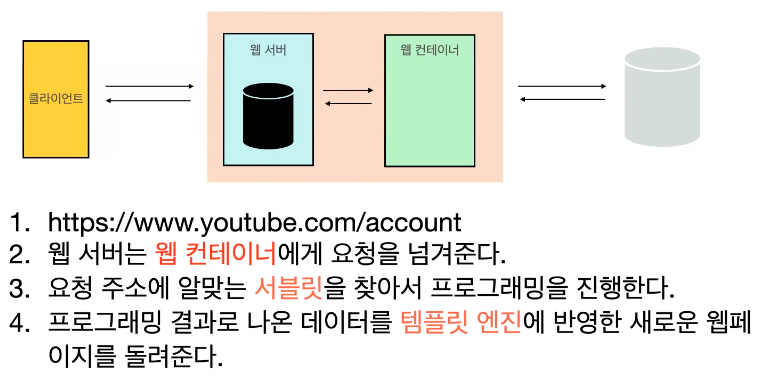 웹 서버
웹 컨테이너
클라이언트
1. https://www.youtube.com/account
2. 웹 서버는 웹 컨테이너에게 요청을 넘겨준다.
3. 요청 주소에 알맞는 서블릿을 찾아서 프로그래밍을 진행한다.
4. 프로그래밍 결과로 나온 데이터를 템플릿 엔진에 반영한 새로운 웹페
이지를 돌려준다.